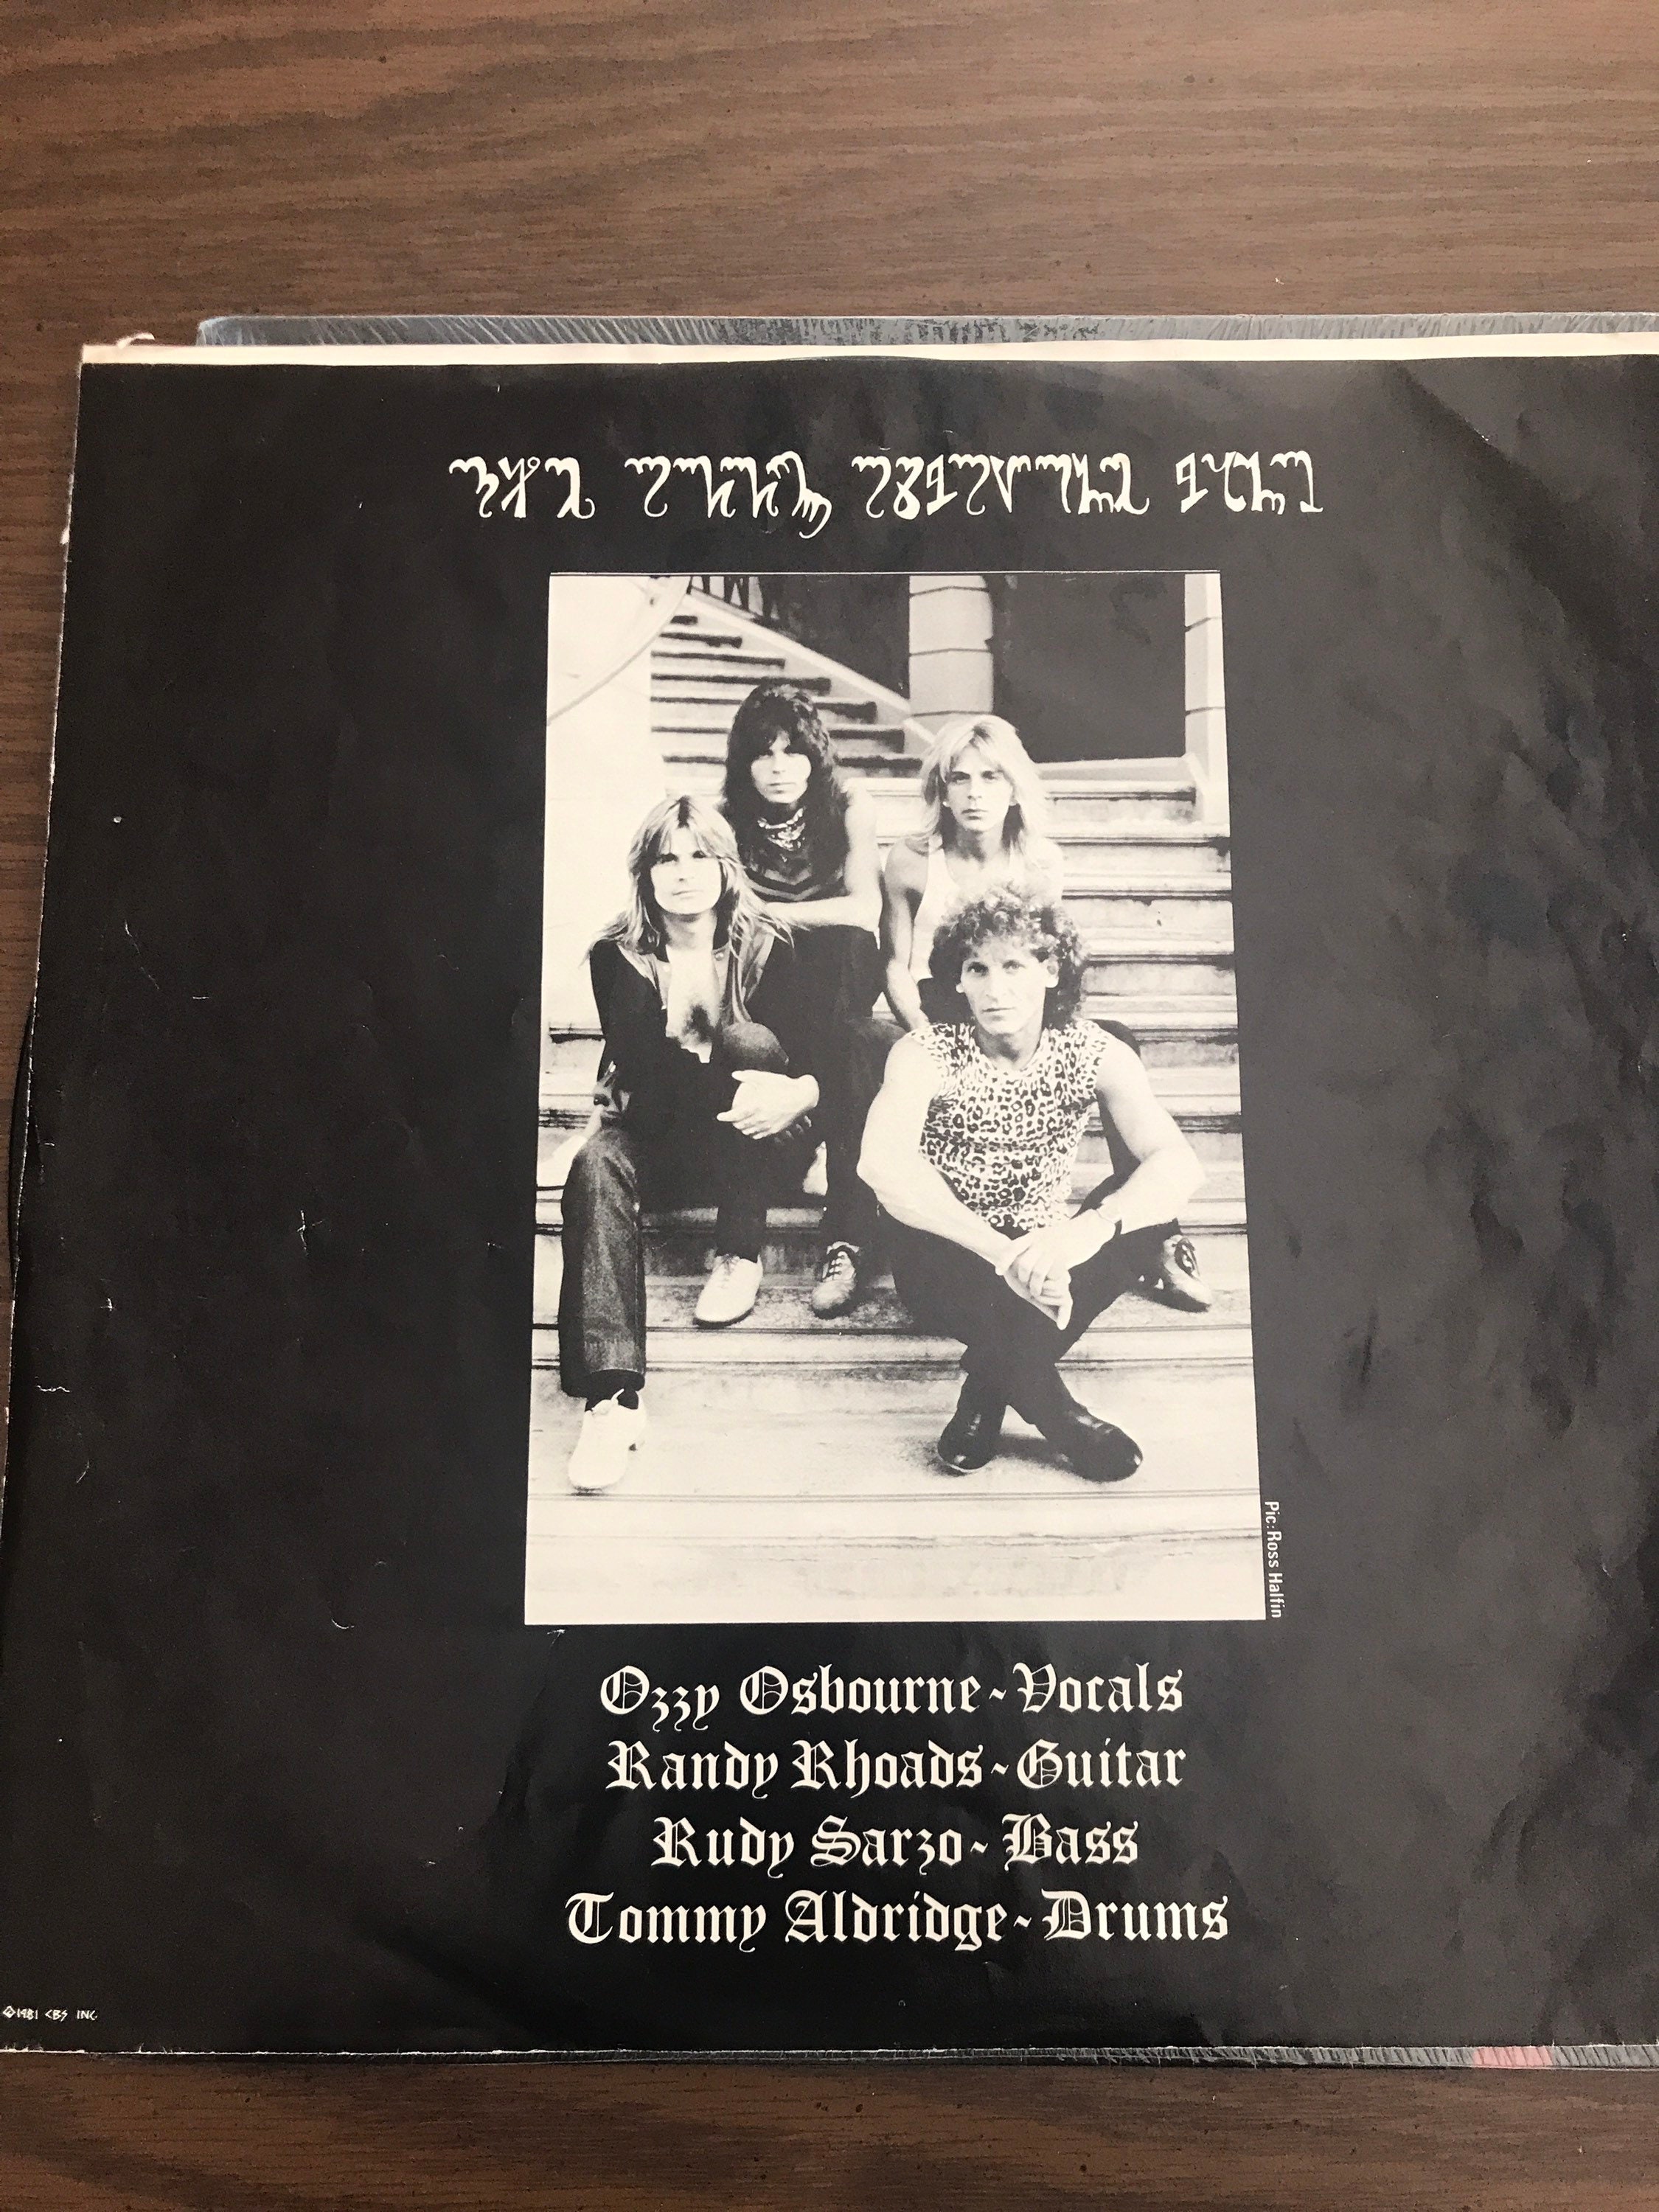 Pic: Ross Halfin
Ozzy Osbourne - Vocals
Randy Rhoads - Guitar
Rudy Sarzo - Bass
Tommy Aldridge - Drums
©1981 CBS INC.